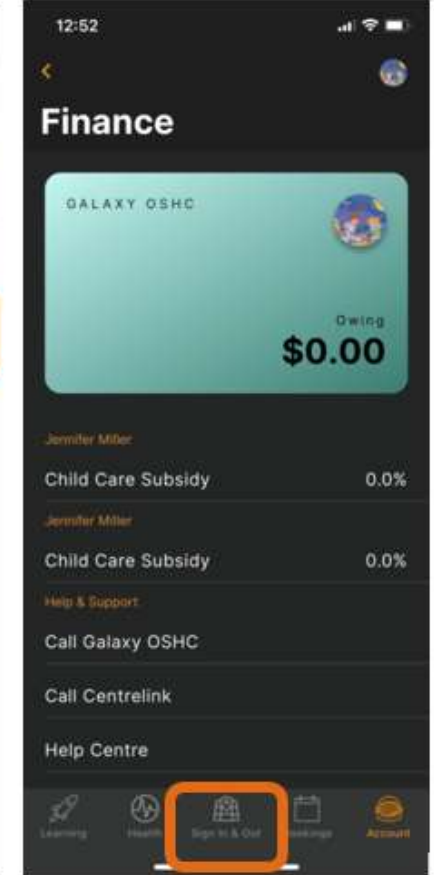 12:52
Finance
GALAXY OSHC
Owing
$0.00
Jennifer Miller
Child Care Subsidy 0.0%
Jennifer Miller
Child Care Subsidy 0.0%
Help & Support
Call Galaxy OSHC
Call Centrelink
Help Centre
Learning Health Sign In & Out Bookings Account